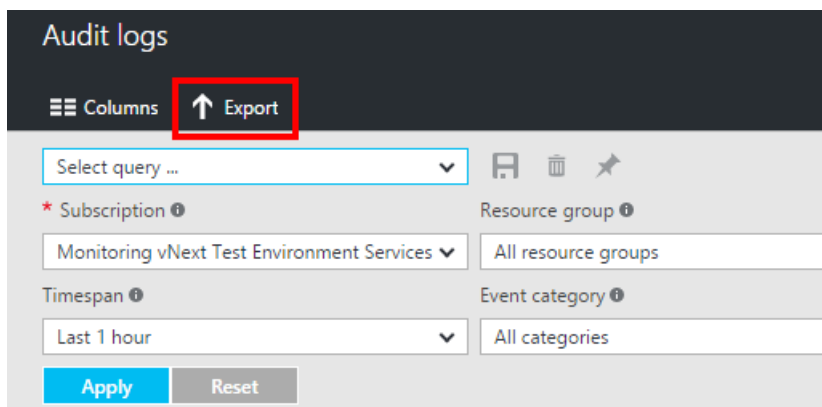 Audit logs
Columns Export
Select query ...
* Subscription Resource group
Monitoring vNext Test Environment Services All resource groups
Timespan Event category
Last 1 hour All categories
Apply Reset